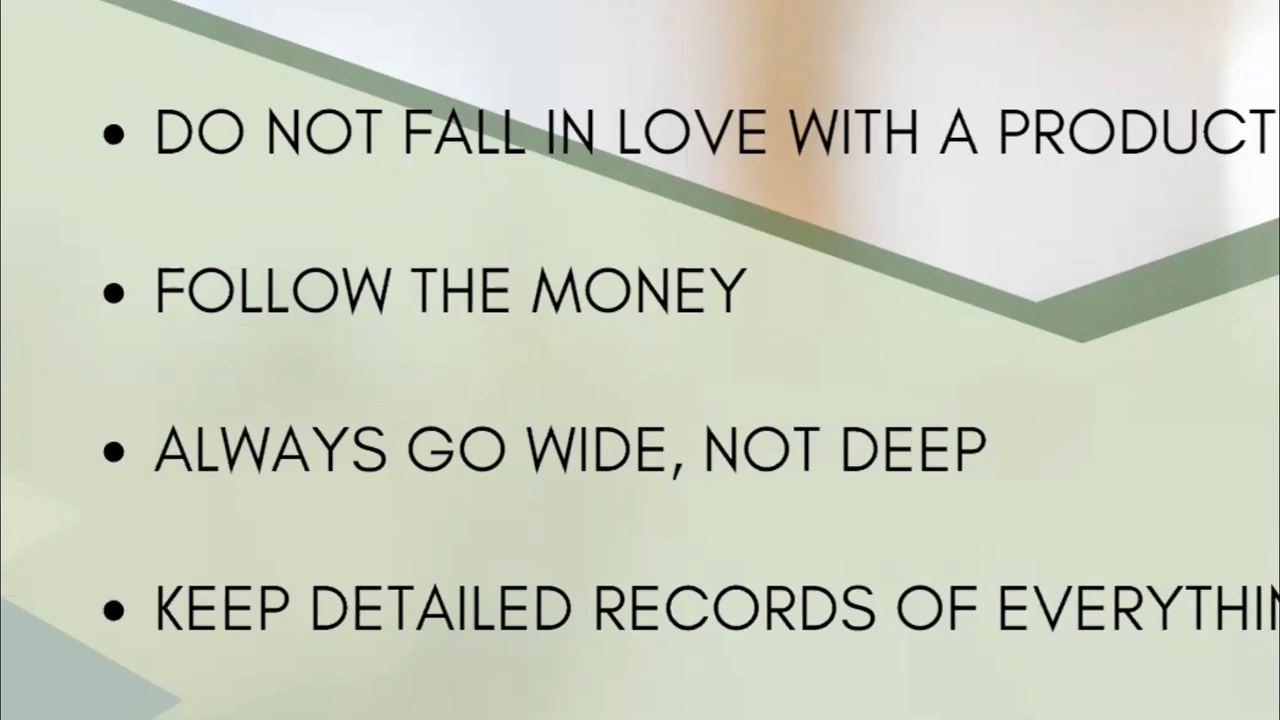 • DO NOT FALL IN LOVE WITH A PRODUCT
• FOLLOW THE MONEY
• ALWAYS GO WIDE, NOT DEEP
• KEEP DETAILED RECORDS OF